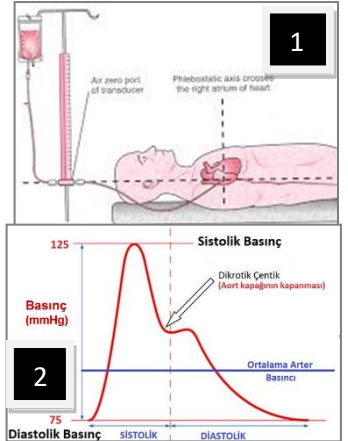 1
Air zero port
of transducer
Phlebostatic axis crosses
the right atrium of heart
125
Sistolik Basınç
Dikrotik Çentik
(Aort kapağının kapanması)
Basınç
(mmHg)
2
Ortalama Arter
Basıncı
75
Diastolik Basınç
SİSTOLİK
DİASTOLİK